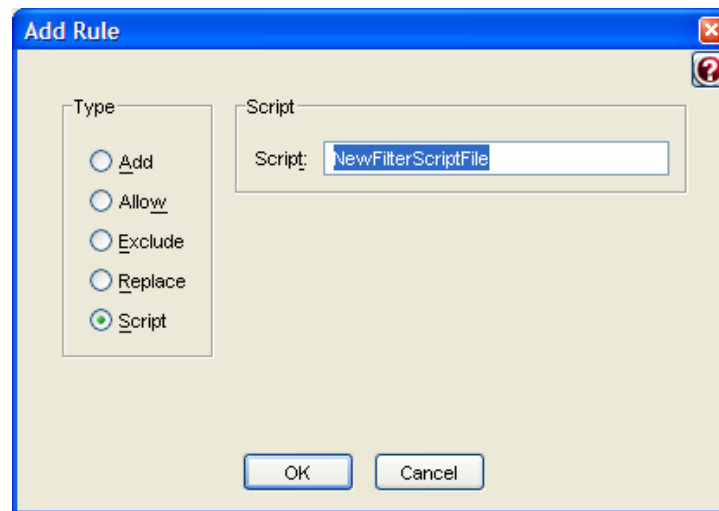 Add Rule
Type
Add
Allow
Exclude
Replace
Script
Script
Script: NewFilterScriptFile
OK Cancel